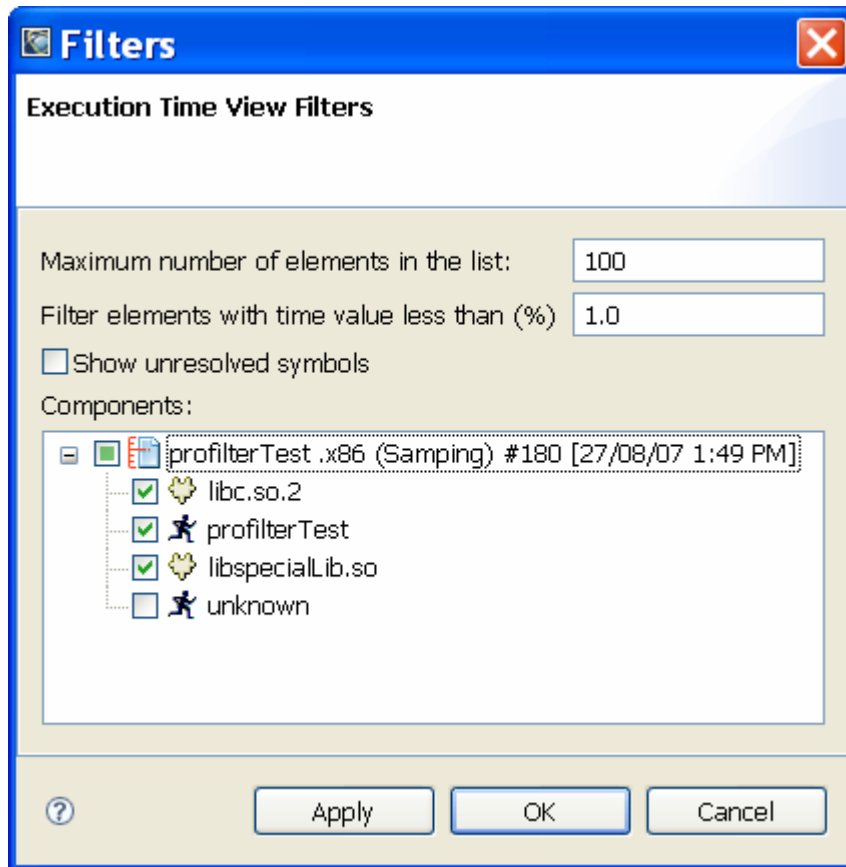 Filters
Execution Time View Filters
Maximum number of elements in the list: 100
Filter elements with time value less than (%) 1.0
Show unresolved symbols
Components:
profilterTest .x86 (Samping) #180 [27/08/07 1:49 PM]
libc.so.2
profilterTest
libspecialLib.so
unknown
? Apply OK Cancel